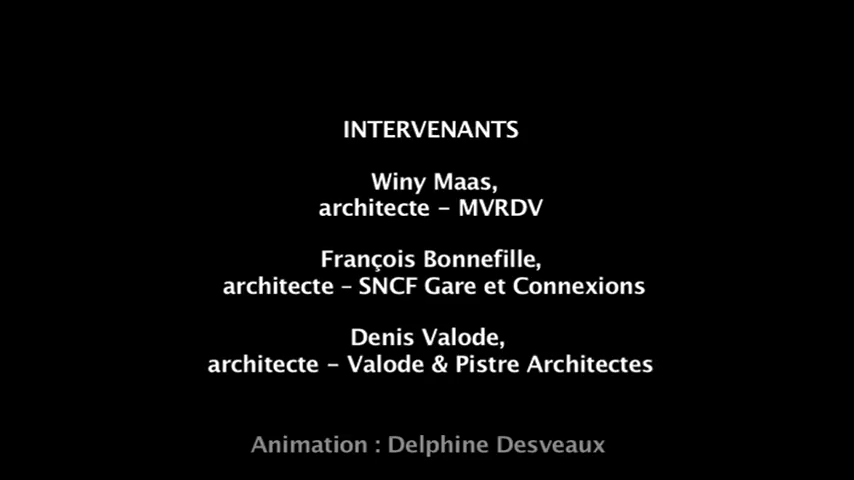 INTERVENANTS
Winy Maas,
architecte - MVRDV
François Bonnefille,
architecte - SNCF Gare et Connexions
Denis Valode,
architecte - Valode & Pistre Architectes
Animation : Delphine Desveaux